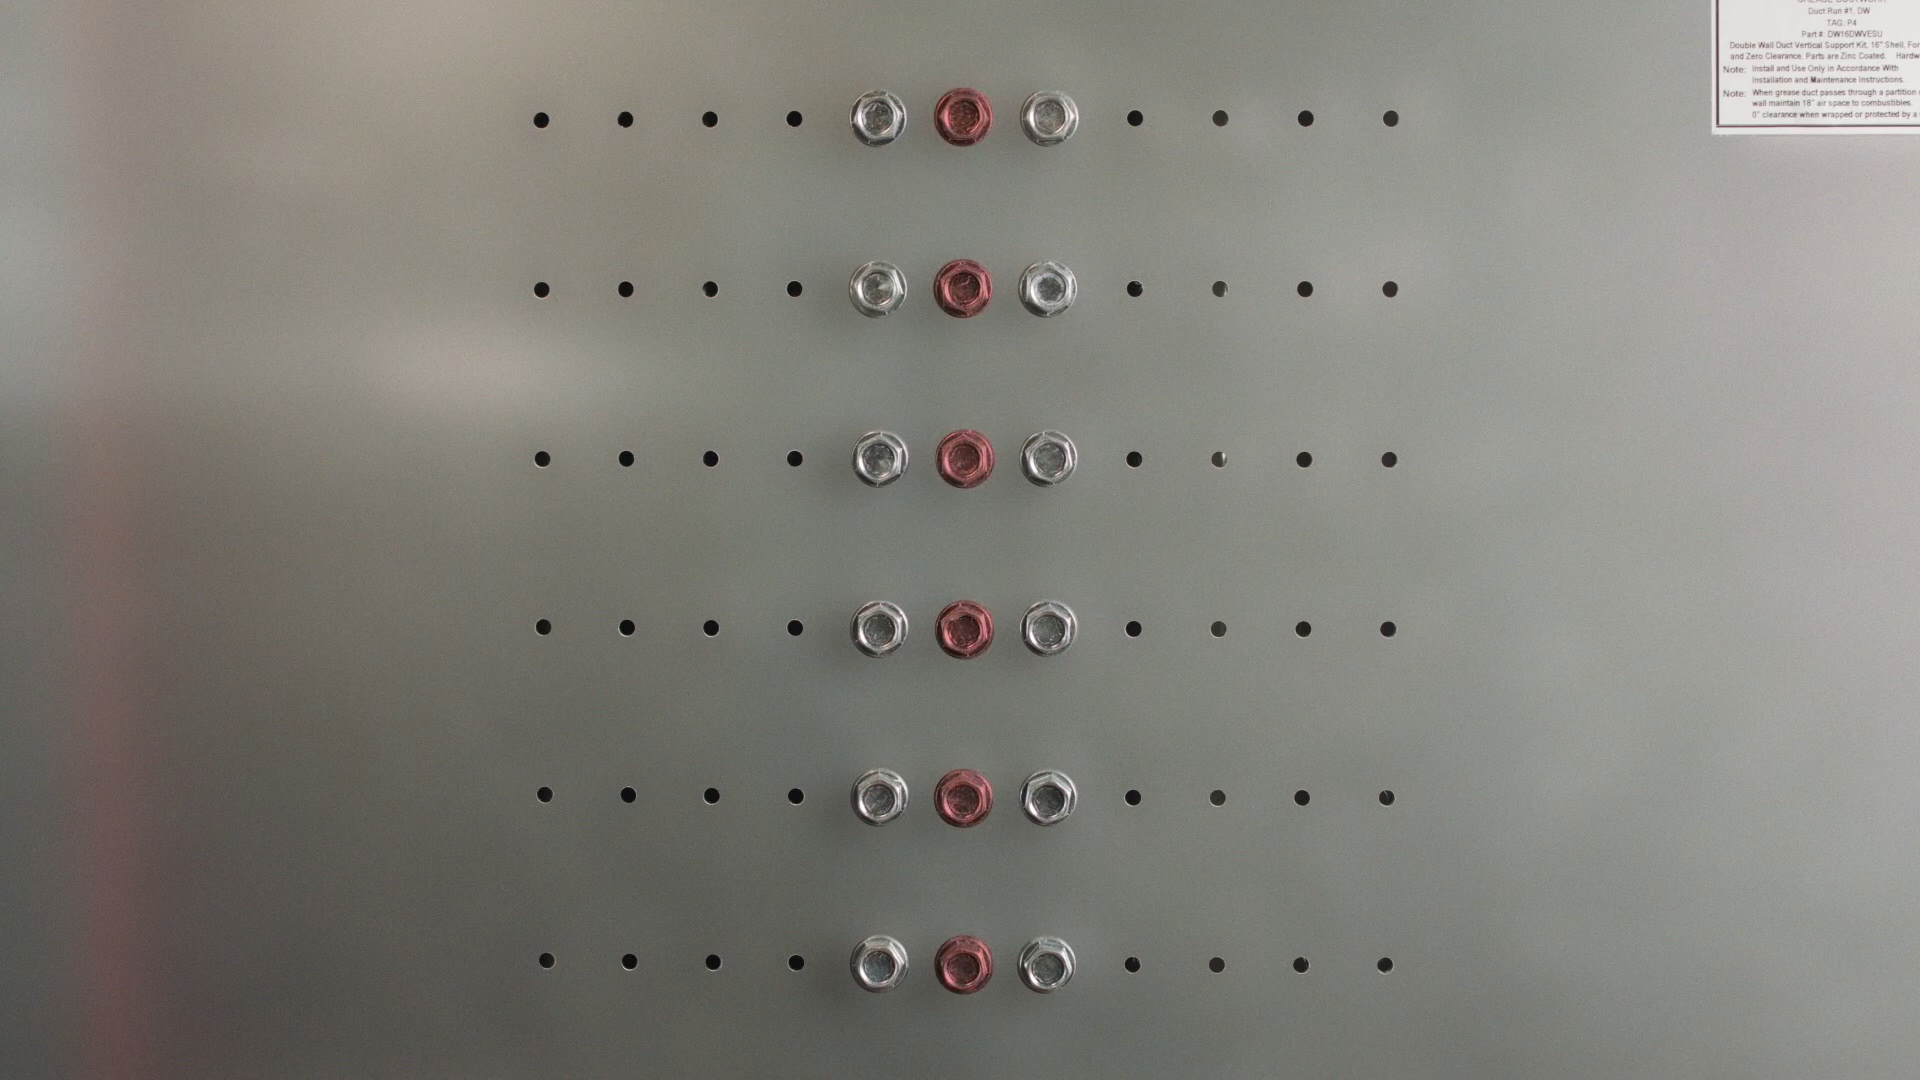 Duct Run #1, DW
TAG: P4
Part #: DW16DWVESU
Double Wall Duct Vertical Support Kit, 16" Shell, For
and Zero Clearance, Parts are Zinc Coated. Hardw
Note: Install and Use Only in Accordance With
Installation and Maintenance Instructions.
Note: When grease duct passes through a partition
wall maintain 18" air space to combustibles.
0" clearance when wrapped or protected by a